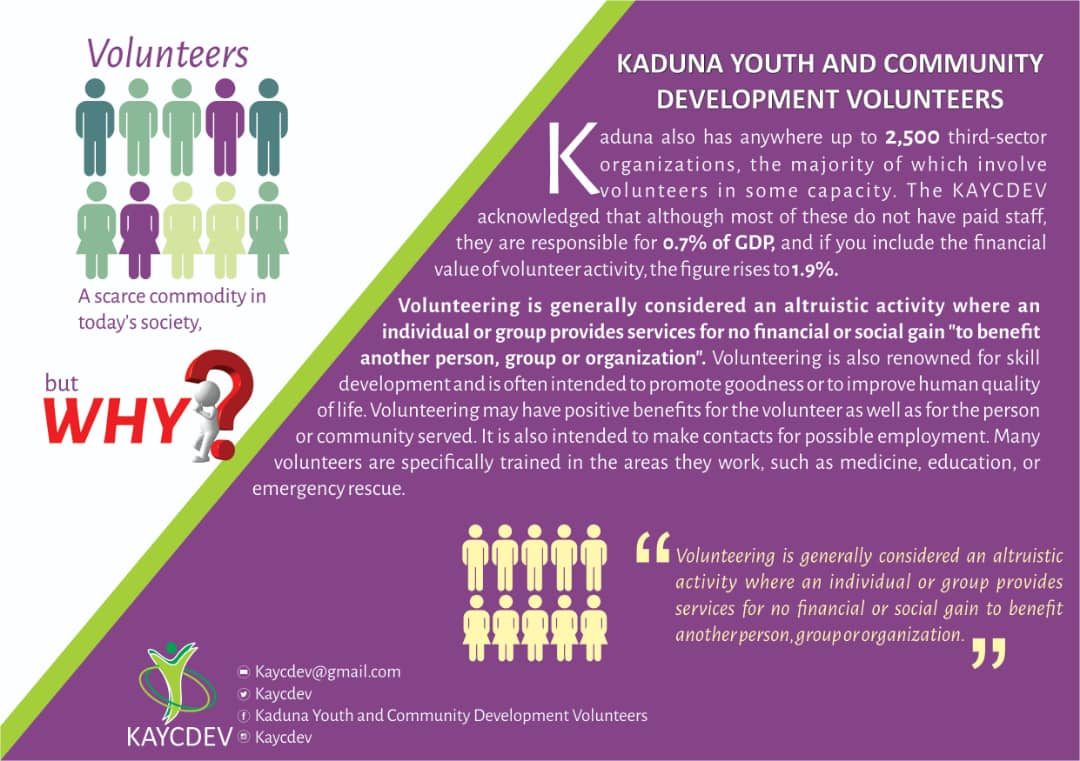 Volunteers
A scarce commodity in
today's society,
but
WHY?
KADUNA YOUTH AND COMMUNITY
DEVELOPMENT VOLUNTEERS
Kaduna also has anywhere up to 2,500 third-sector
organizations, the majority of which involve
volunteers in some capacity. The KAYCDEV
acknowledged that although most of these do not have paid staff,
they are responsible for 0.7% of GDP, and if you include the financial
value of volunteer activity, the figure rises to 1.9%.
Volunteering is generally considered an altruistic activity where an
individual or group provides services for no financial or social gain "to benefit
another person, group or organization". Volunteering is also renowned for skill
development and is often intended to promote goodness or to improve human quality
of life. Volunteering may have positive benefits for the volunteer as well as for the person
or community served. It is also intended to make contacts for possible employment. Many
volunteers are specifically trained in the areas they work, such as medicine, education, or
emergency rescue.
“Volunteering is generally considered an altruistic
activity where an individual or group provides
services for no financial or social gain to benefit
another person, group or organization.”
Kaycdev@gmail.com
Kaycdev
Kaduna Youth and Community Development Volunteers
Kaycdev
KAYCDEV